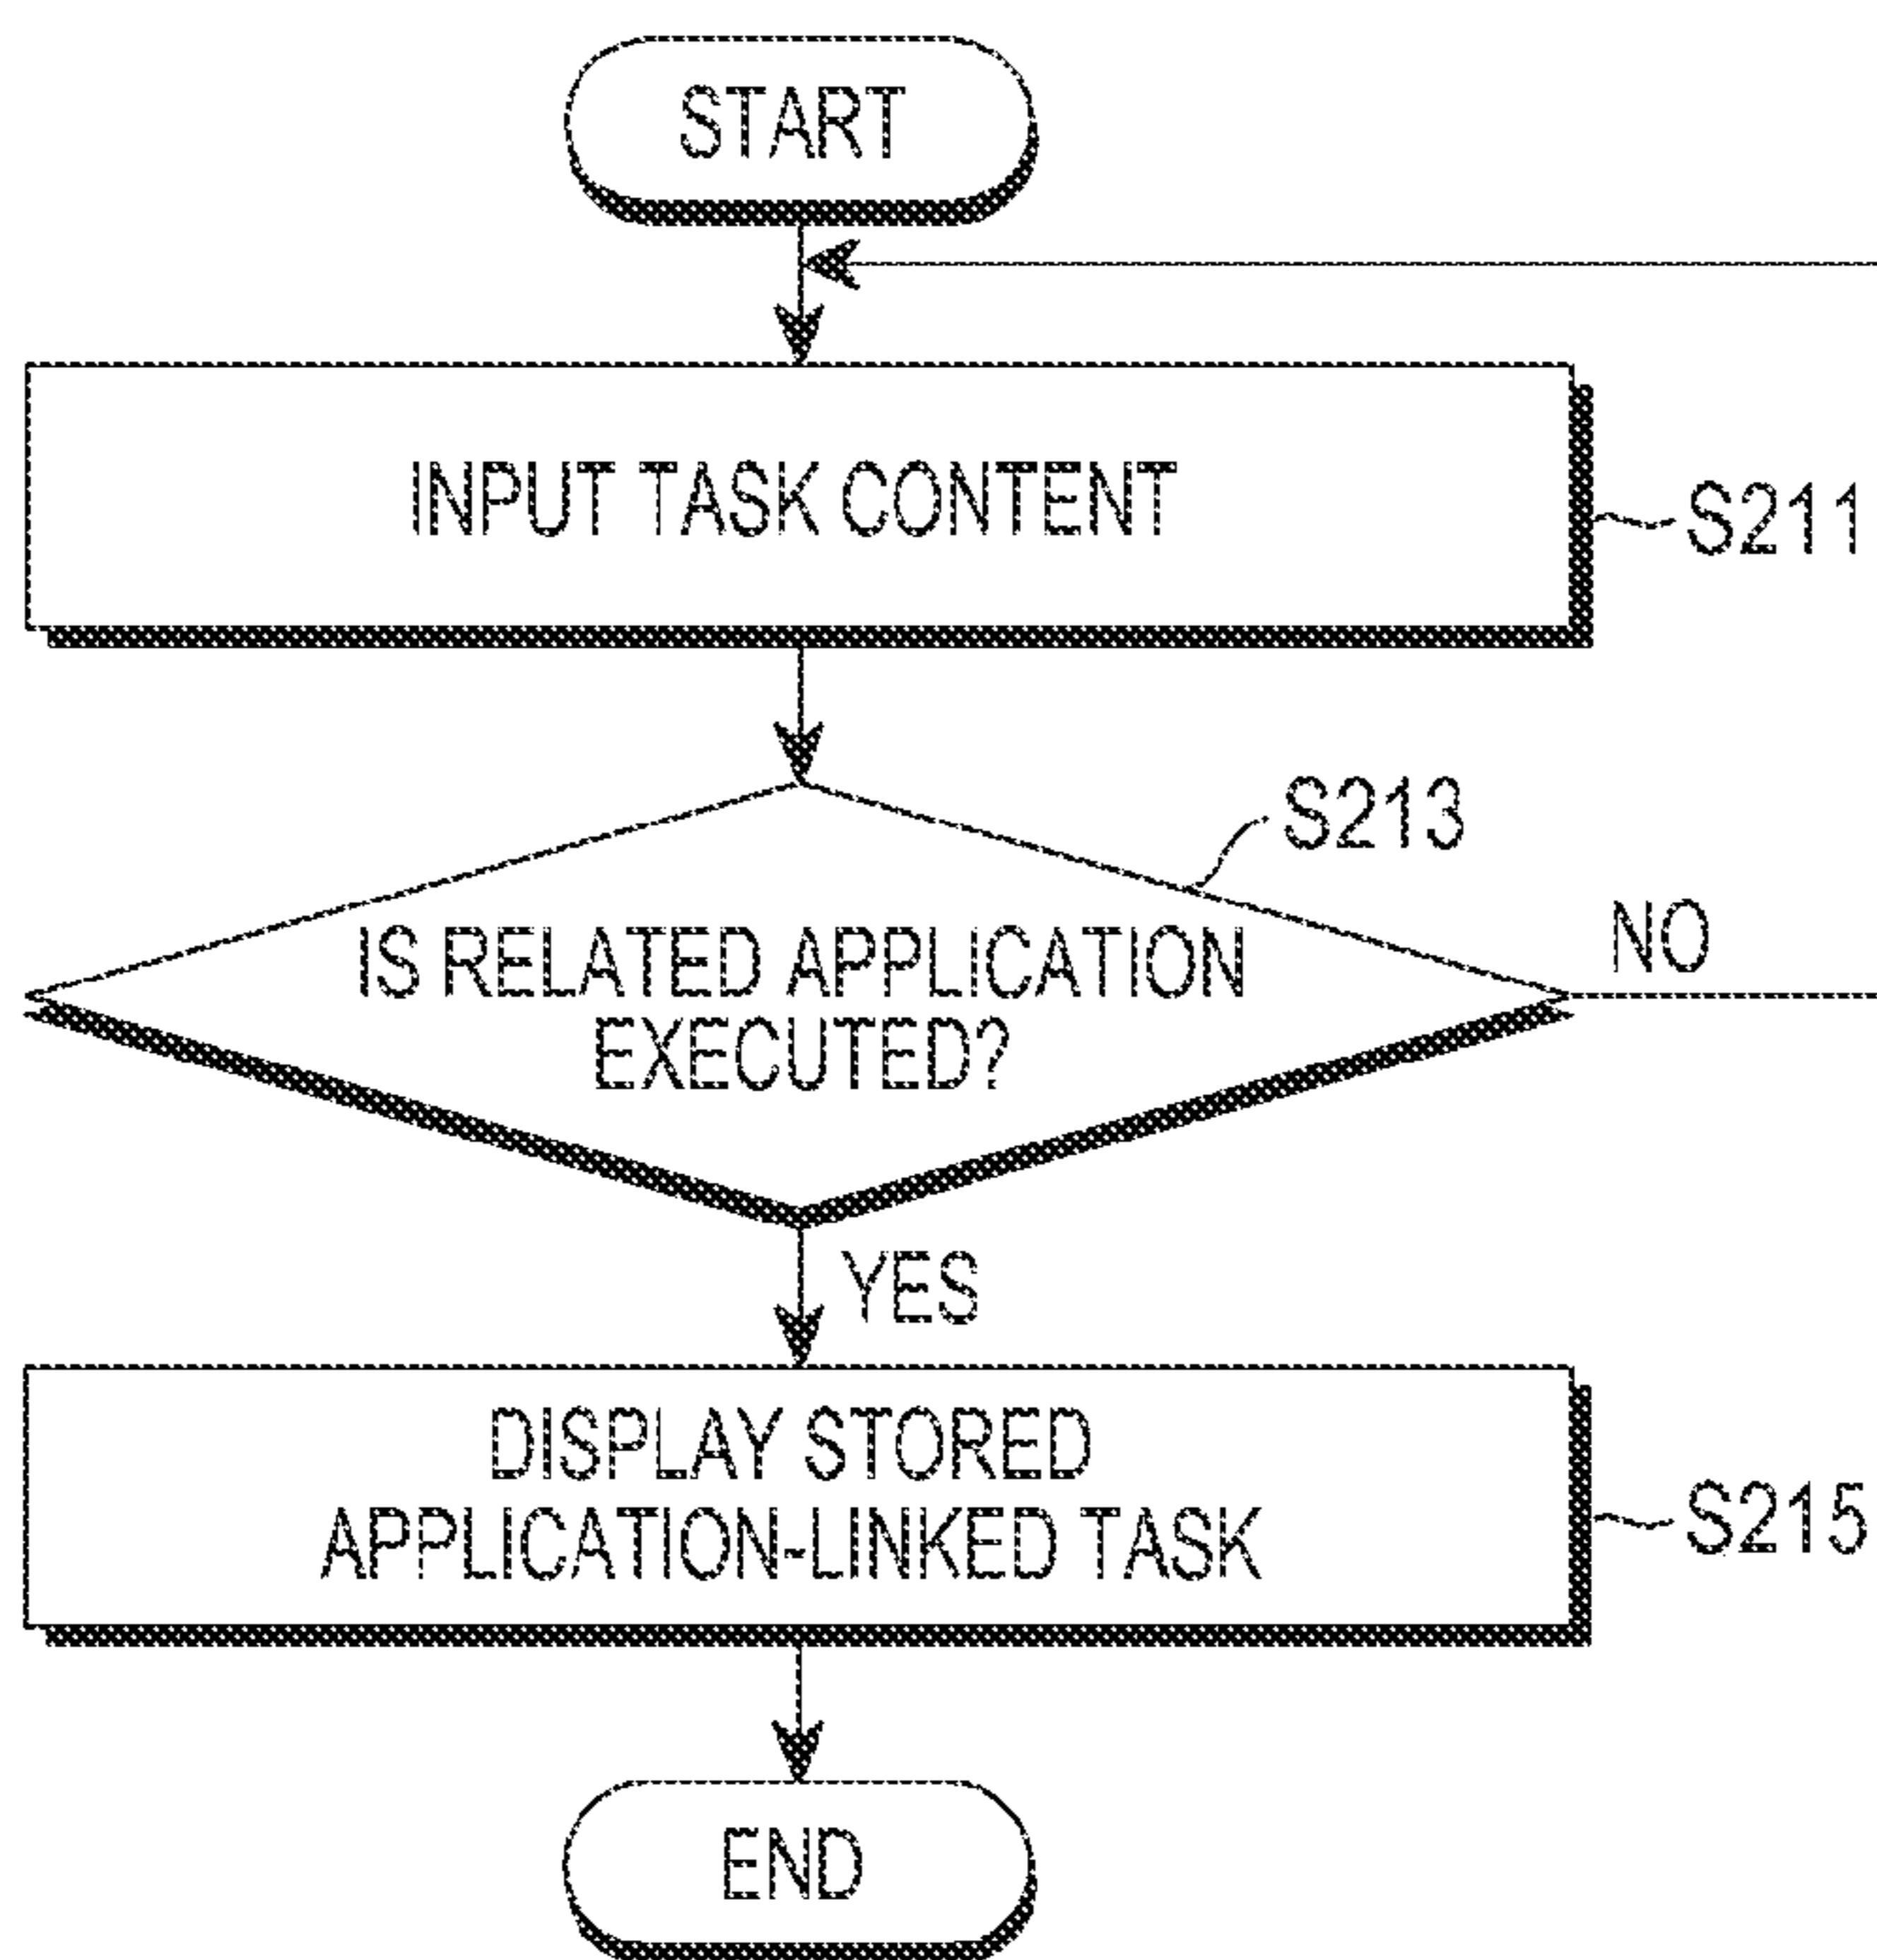 START
INPUT TASK CONTENT
S211
S213
IS RELATED APPLICATION
EXECUTED?
NO
YES
DISPLAY STORED
APPLICATION-LINKED TASK
S215
END